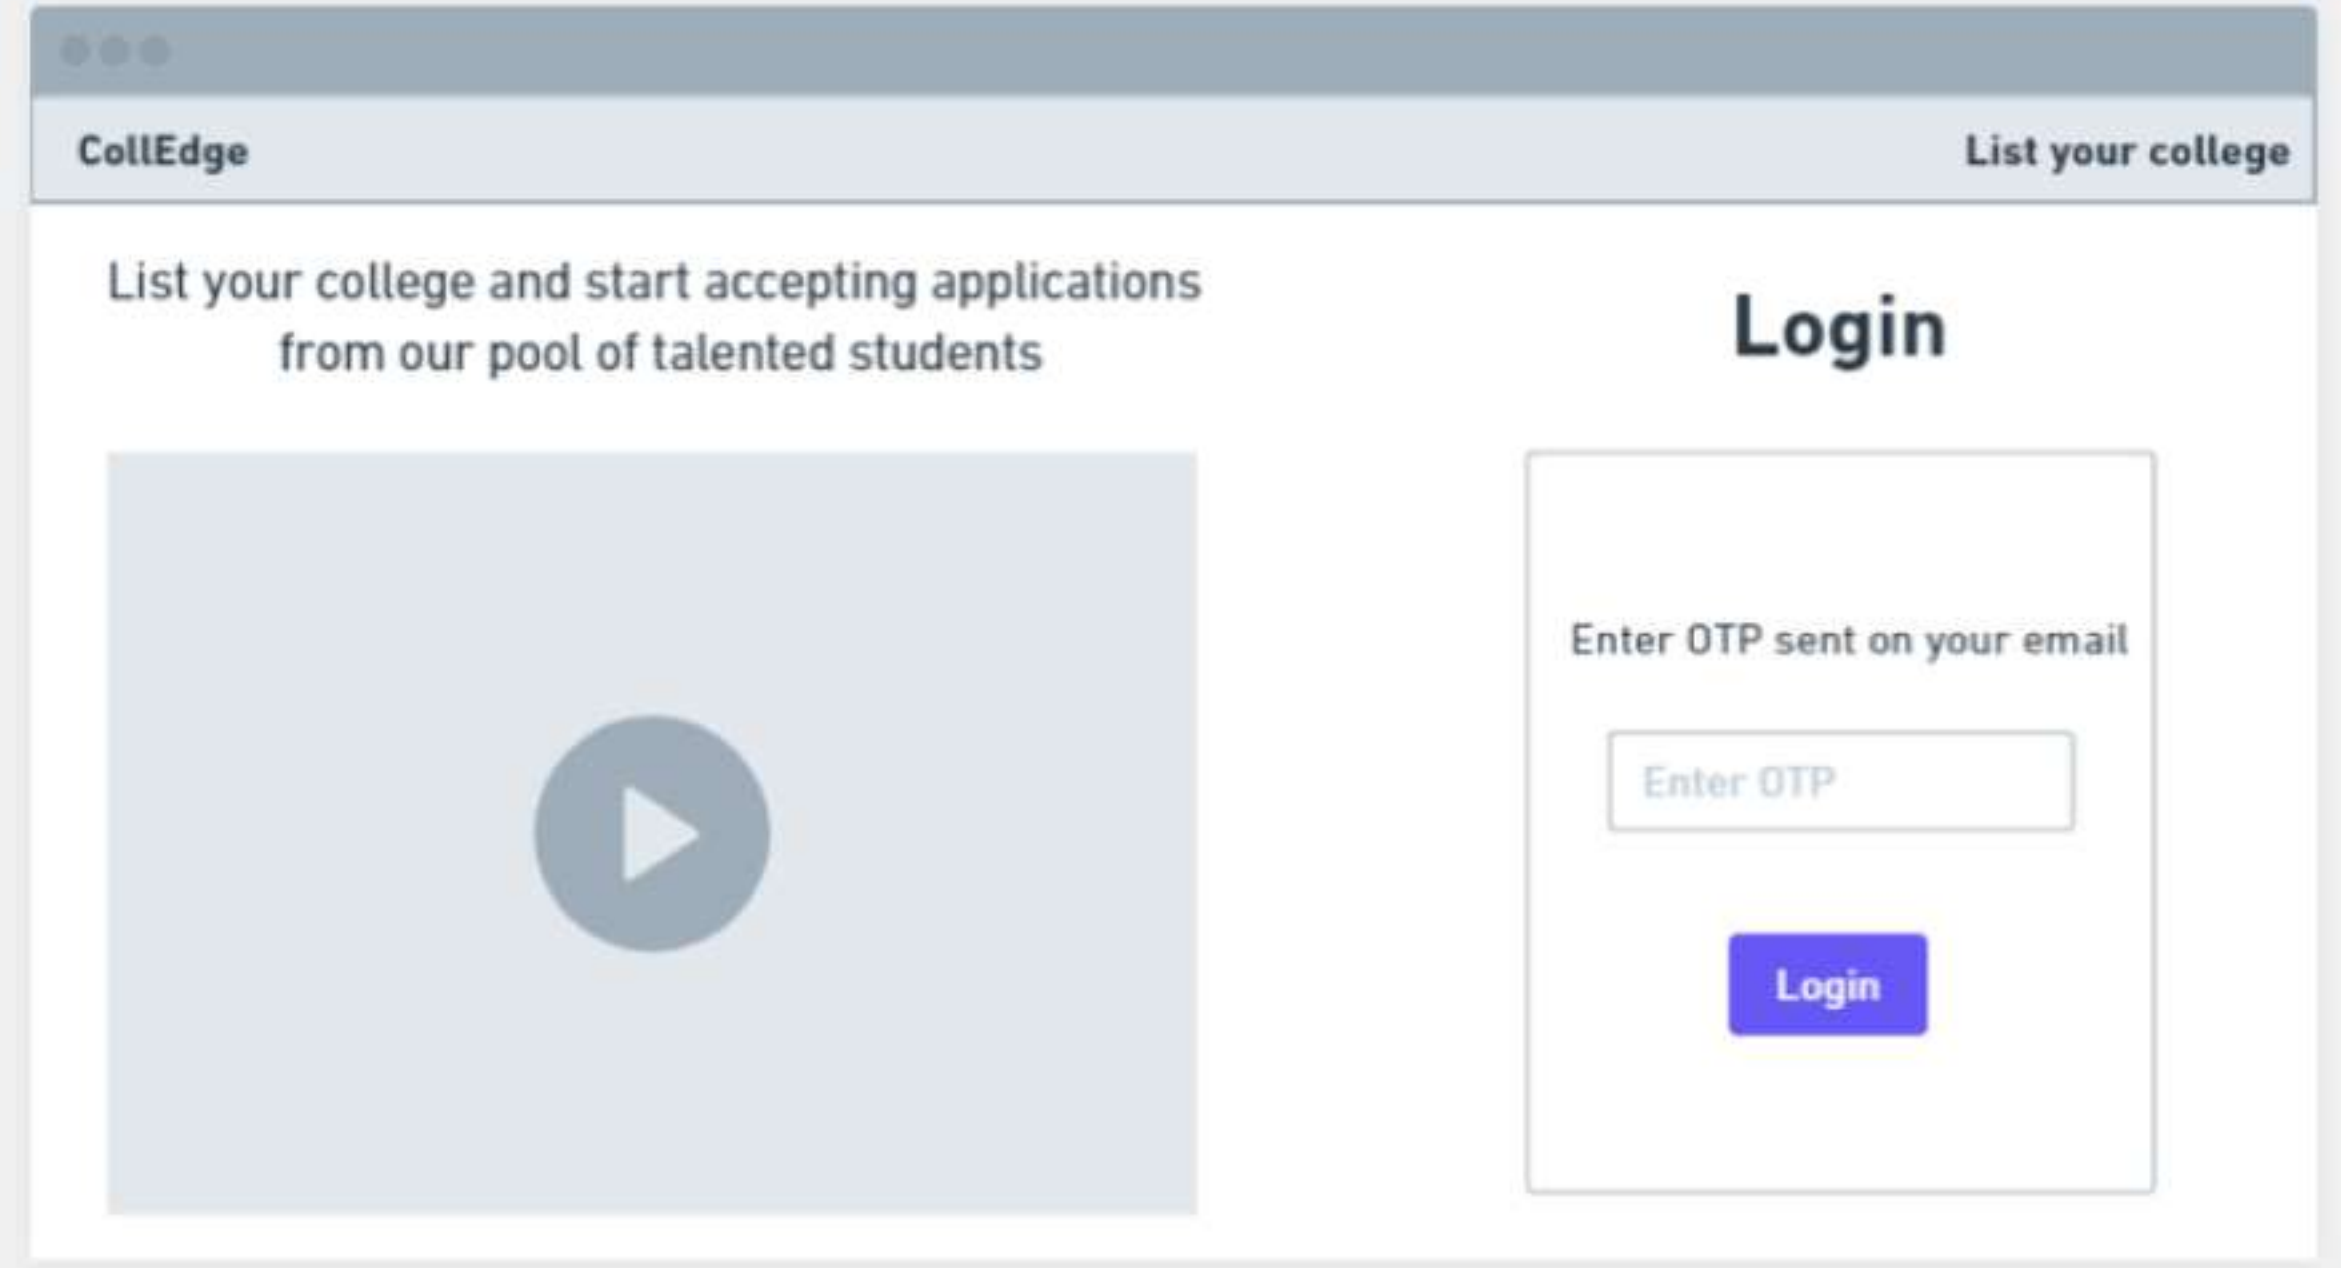 CollEdge
List your college
List your college and start accepting applications
from our pool of talented students
Login
Enter OTP sent on your email
Enter OTP
Login